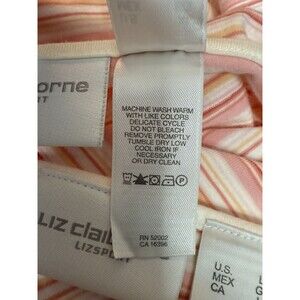 MACHINE WASH WARM
WITH LIKE COLORS
DELICATE CYCLE
DO NOT BLEACH
REMOVE PROMPTLY
TUMBLE DRY LOW
COOL IRON IF
NECESSARY
OR DRY CLEAN
RN 52002
CA 16396
orne
LIZ clai
LIZSP
U.S.
MEX
CA
L
G